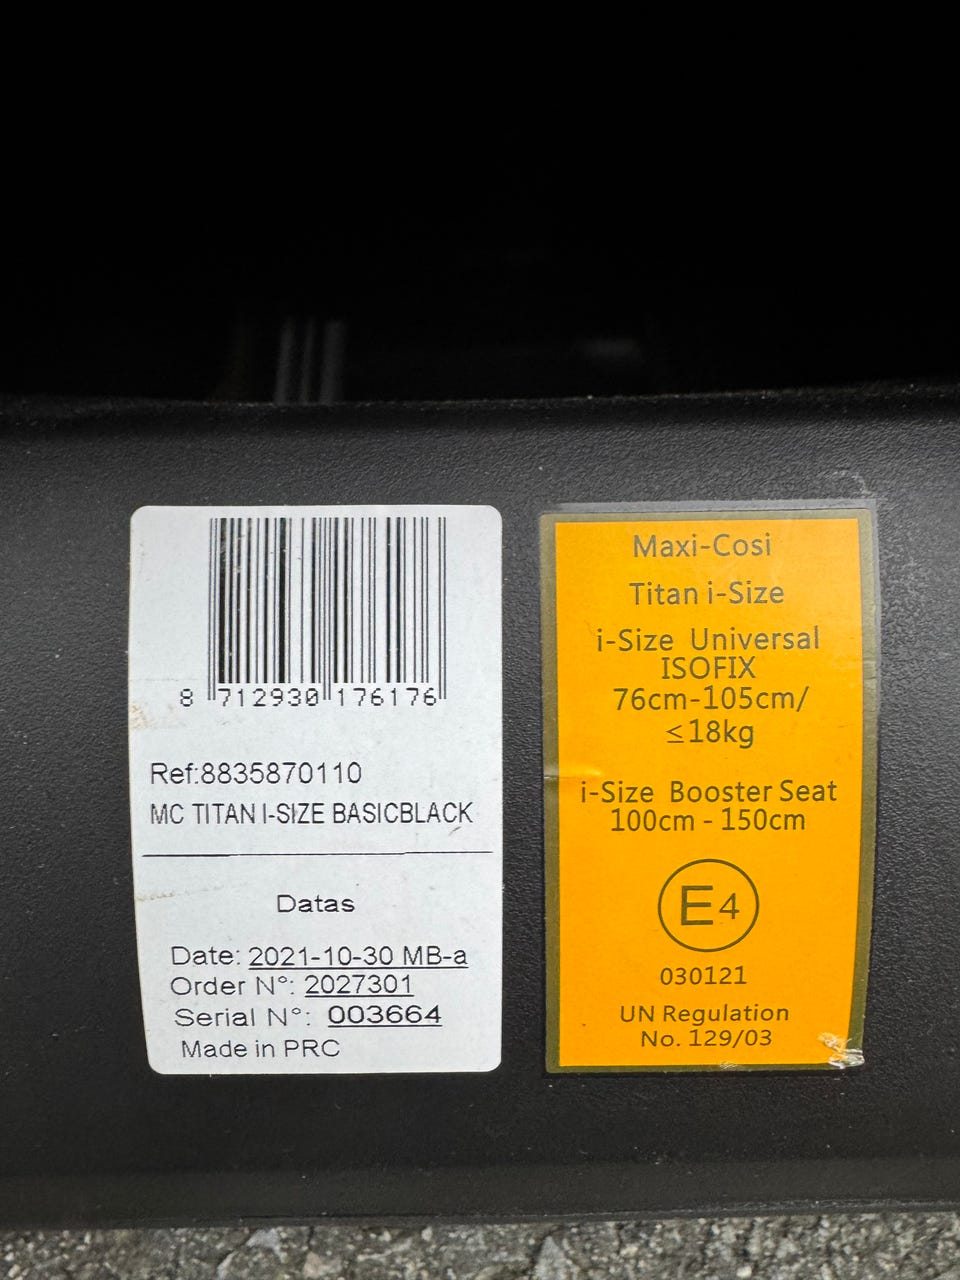 8 712930 176176
Ref:8835870110
MC TITAN I-SIZE BASICBLACK
Datas
Date: 2021-10-30 MB-a
Order N°: 2027301
Serial N°: 003664
Made in PRC
Maxi-Cosi
Titan i-Size
i-Size Universal
ISOFIX
76cm-105cm/
≤18kg
i-Size Booster Seat
100cm - 150cm
E4
030121
UN Regulation
No. 129/03